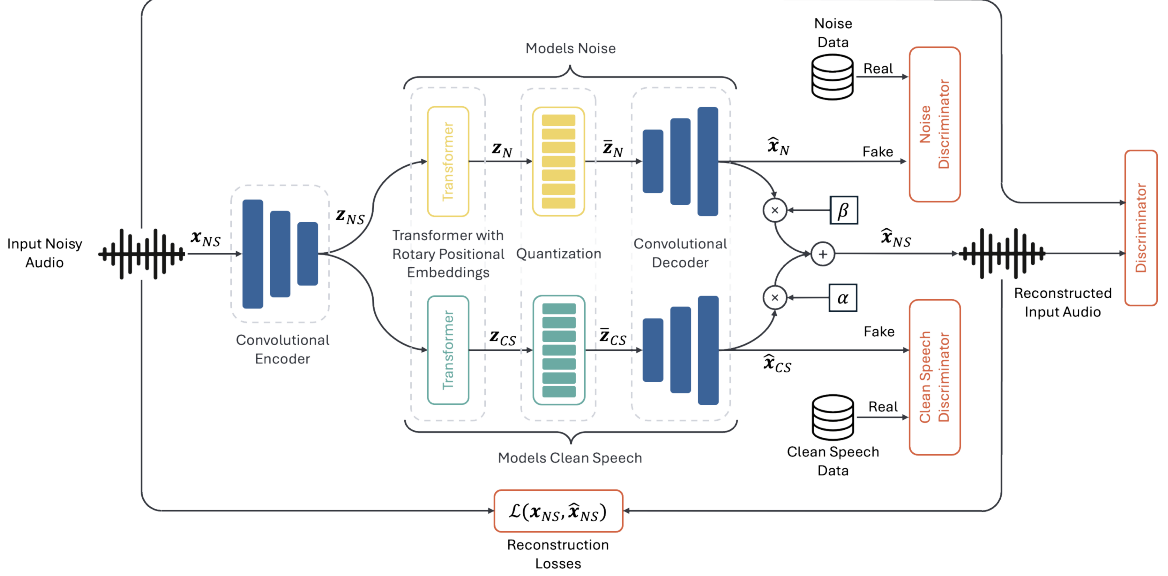 Models Noise
Noise
Data
Real
Noise
Discriminator
Transformer
𝒛_N
z̄_N
x̂_N
Fake
β
Input Noisy
Audio
𝒙_NS
𝒛_NS
Convolutional
Encoder
Transformer with
Rotary Positional
Embeddings
Quantization
Convolutional
Decoder
×
+
x̂_NS
Reconstructed
Input Audio
Discriminator
×
α
Transformer
𝒛_CS
z̄_CS
x̂_CS
Fake
Clean Speech
Discriminator
Real
Clean Speech
Data
Models Clean Speech
ℒ(𝒙_NS, x̂_NS)
Reconstruction
Losses